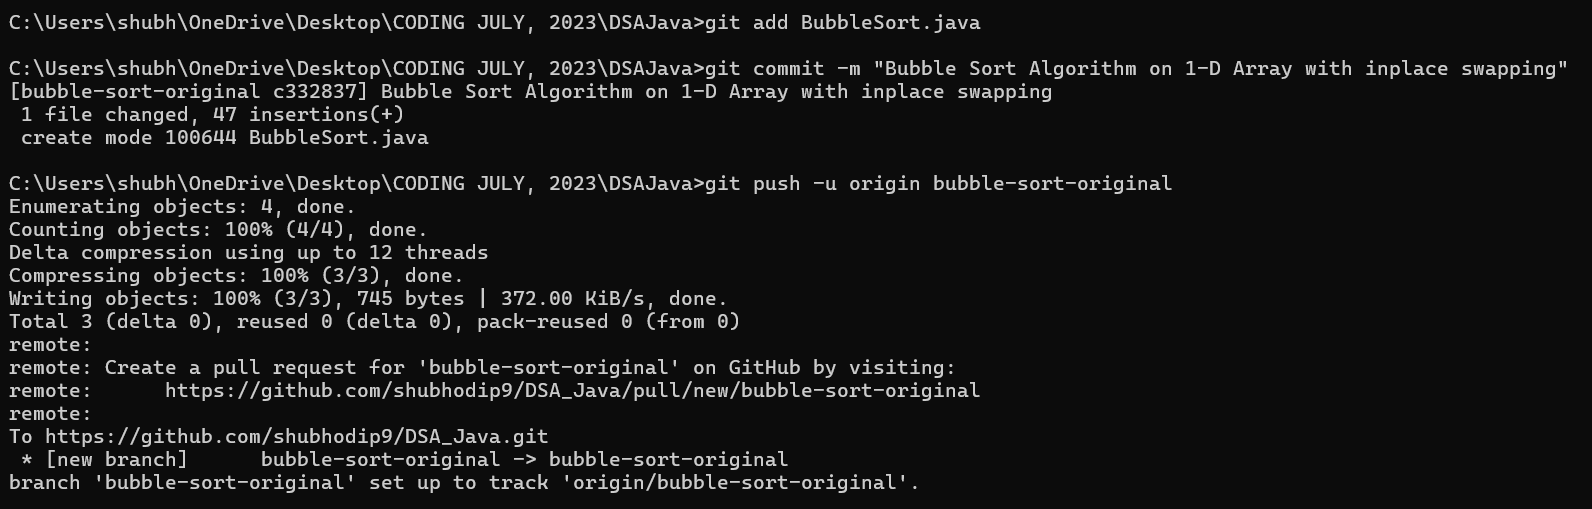 C:\Users\shubh\OneDrive\Desktop\CODING JULY, 2023\DSAJava>git add BubbleSort.java
C:\Users\shubh\OneDrive\Desktop\CODING JULY, 2023\DSAJava>git commit -m "Bubble Sort Algorithm on 1-D Array with inplace swapping"
[bubble-sort-original c332837] Bubble Sort Algorithm on 1-D Array with inplace swapping
 1 file changed, 47 insertions(+)
 create mode 100644 BubbleSort.java
C:\Users\shubh\OneDrive\Desktop\CODING JULY, 2023\DSAJava>git push -u origin bubble-sort-original
Enumerating objects: 4, done.
Counting objects: 100% (4/4), done.
Delta compression using up to 12 threads
Compressing objects: 100% (3/3), done.
Writing objects: 100% (3/3), 745 bytes | 372.00 KiB/s, done.
Total 3 (delta 0), reused 0 (delta 0), pack-reused 0 (from 0)
remote:
remote: Create a pull request for 'bubble-sort-original' on GitHub by visiting:
remote:      https://github.com/shubhodip9/DSA_Java/pull/new/bubble-sort-original
remote:
To https://github.com/shubhodip9/DSA_Java.git
 * [new branch]      bubble-sort-original -> bubble-sort-original
branch 'bubble-sort-original' set up to track 'origin/bubble-sort-original'.